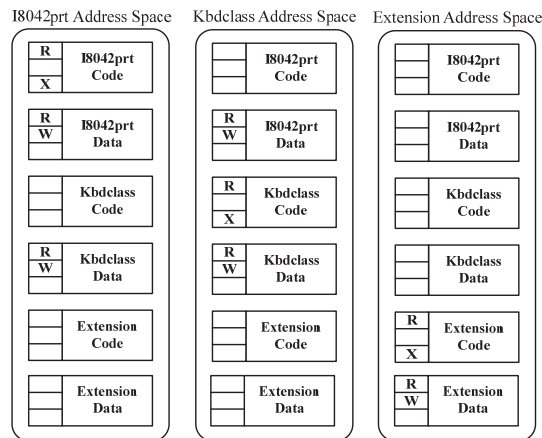 I8042prt Address Space
R
X
I8042prt
Code
R
W
I8042prt
Data
Kbdclass
Code
R
W
Kbdclass
Data
Extension
Code
Extension
Data
Kbdclass Address Space
I8042prt
Code
R
W
I8042prt
Data
R
X
Kbdclass
Code
R
W
Kbdclass
Data
Extension
Code
Extension
Data
Extension Address Space
I8042prt
Code
I8042prt
Data
Kbdclass
Code
Kbdclass
Data
R
X
Extension
Code
R
W
Extension
Data